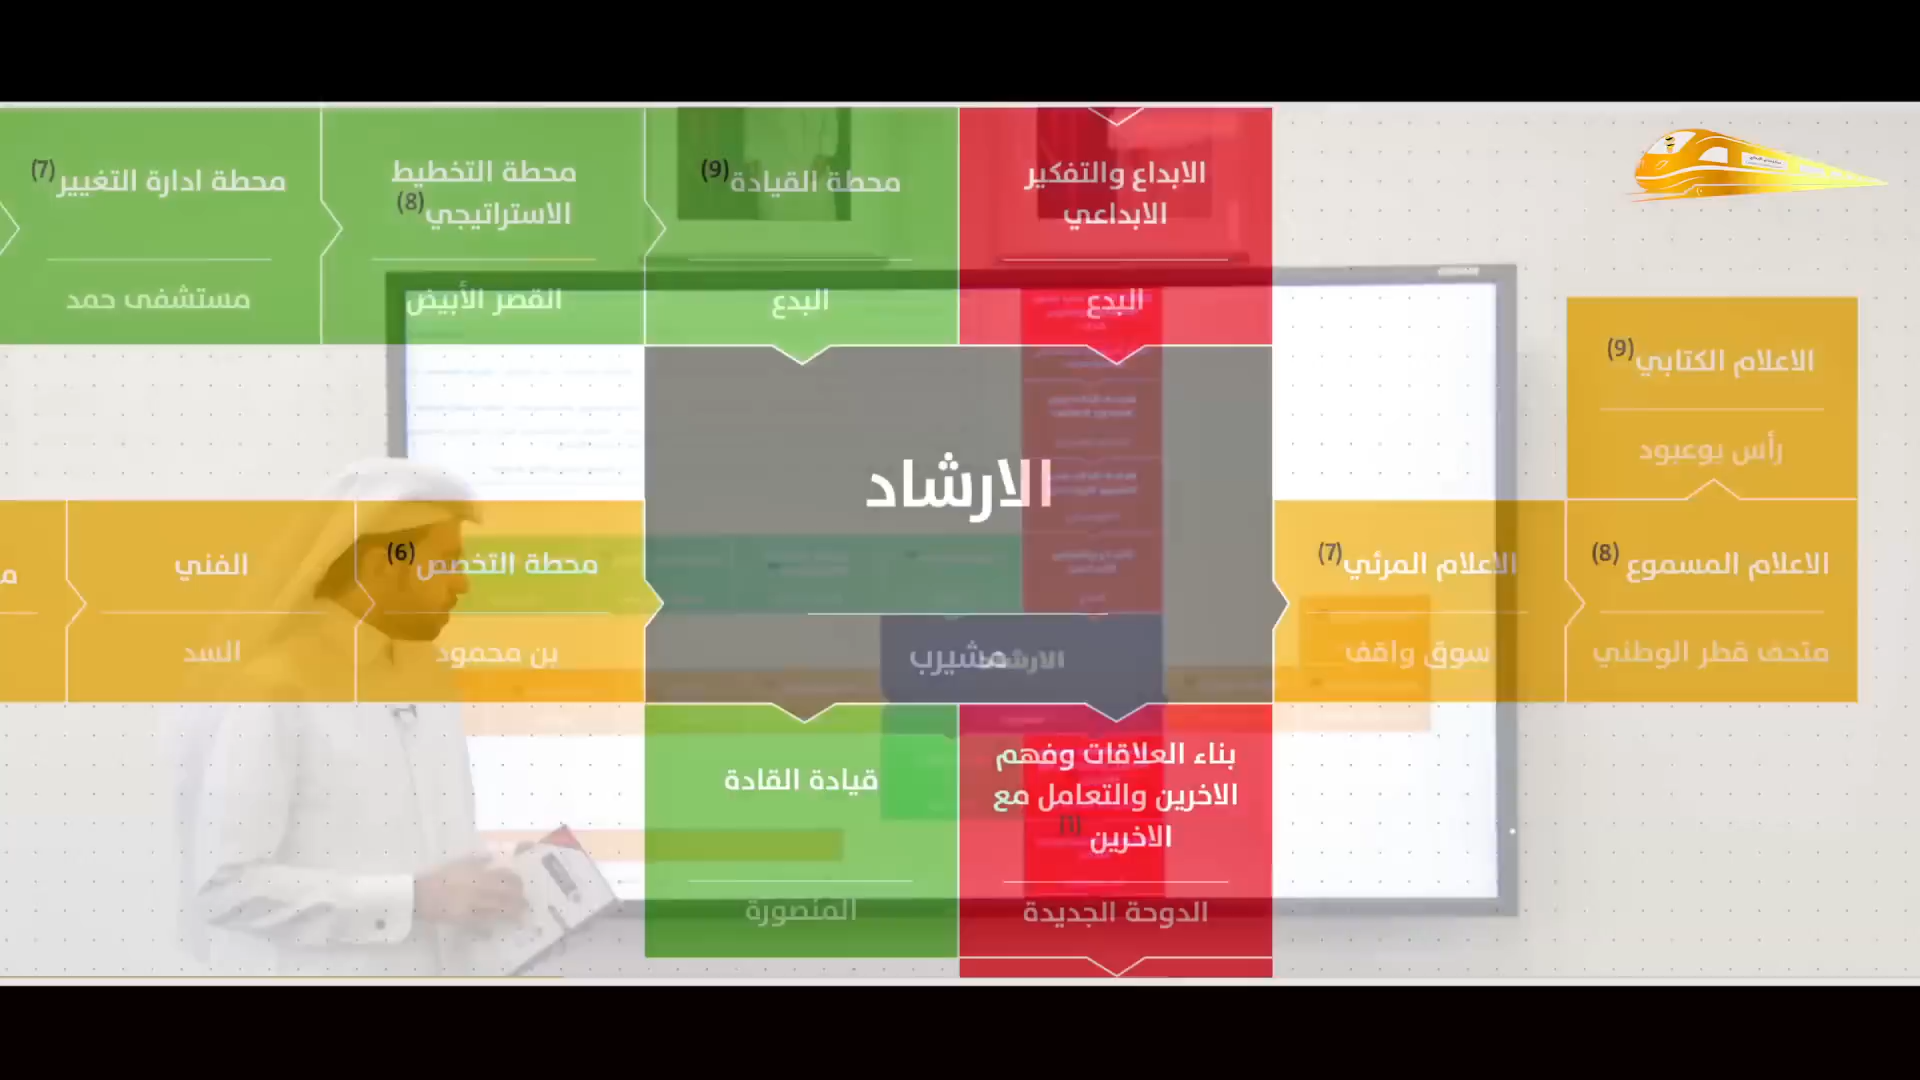 الابداع والتفكير
الابداعي
البدع
محطة القيادة(9)
البدع
محطة التخطيط
الاستراتيجي(8)
القصر الأبيض
محطة ادارة التغيير(7)
مستشفى حمد
الاعلام الكتابي(9)
رأس بوعبود
الاعلام المسموع (8)
متحف قطر الوطني
الاعلام المرئي(7)
سوق واقف
الارشاد
مشيرب
الارشاد
محطة التخصص(6)
بن محمود
الفني
السد
بناء العلاقات وفهم
الاخرين والتعامل مع
الاخرين (1)
الدوحة الجديدة
قيادة القادة
المنصورة